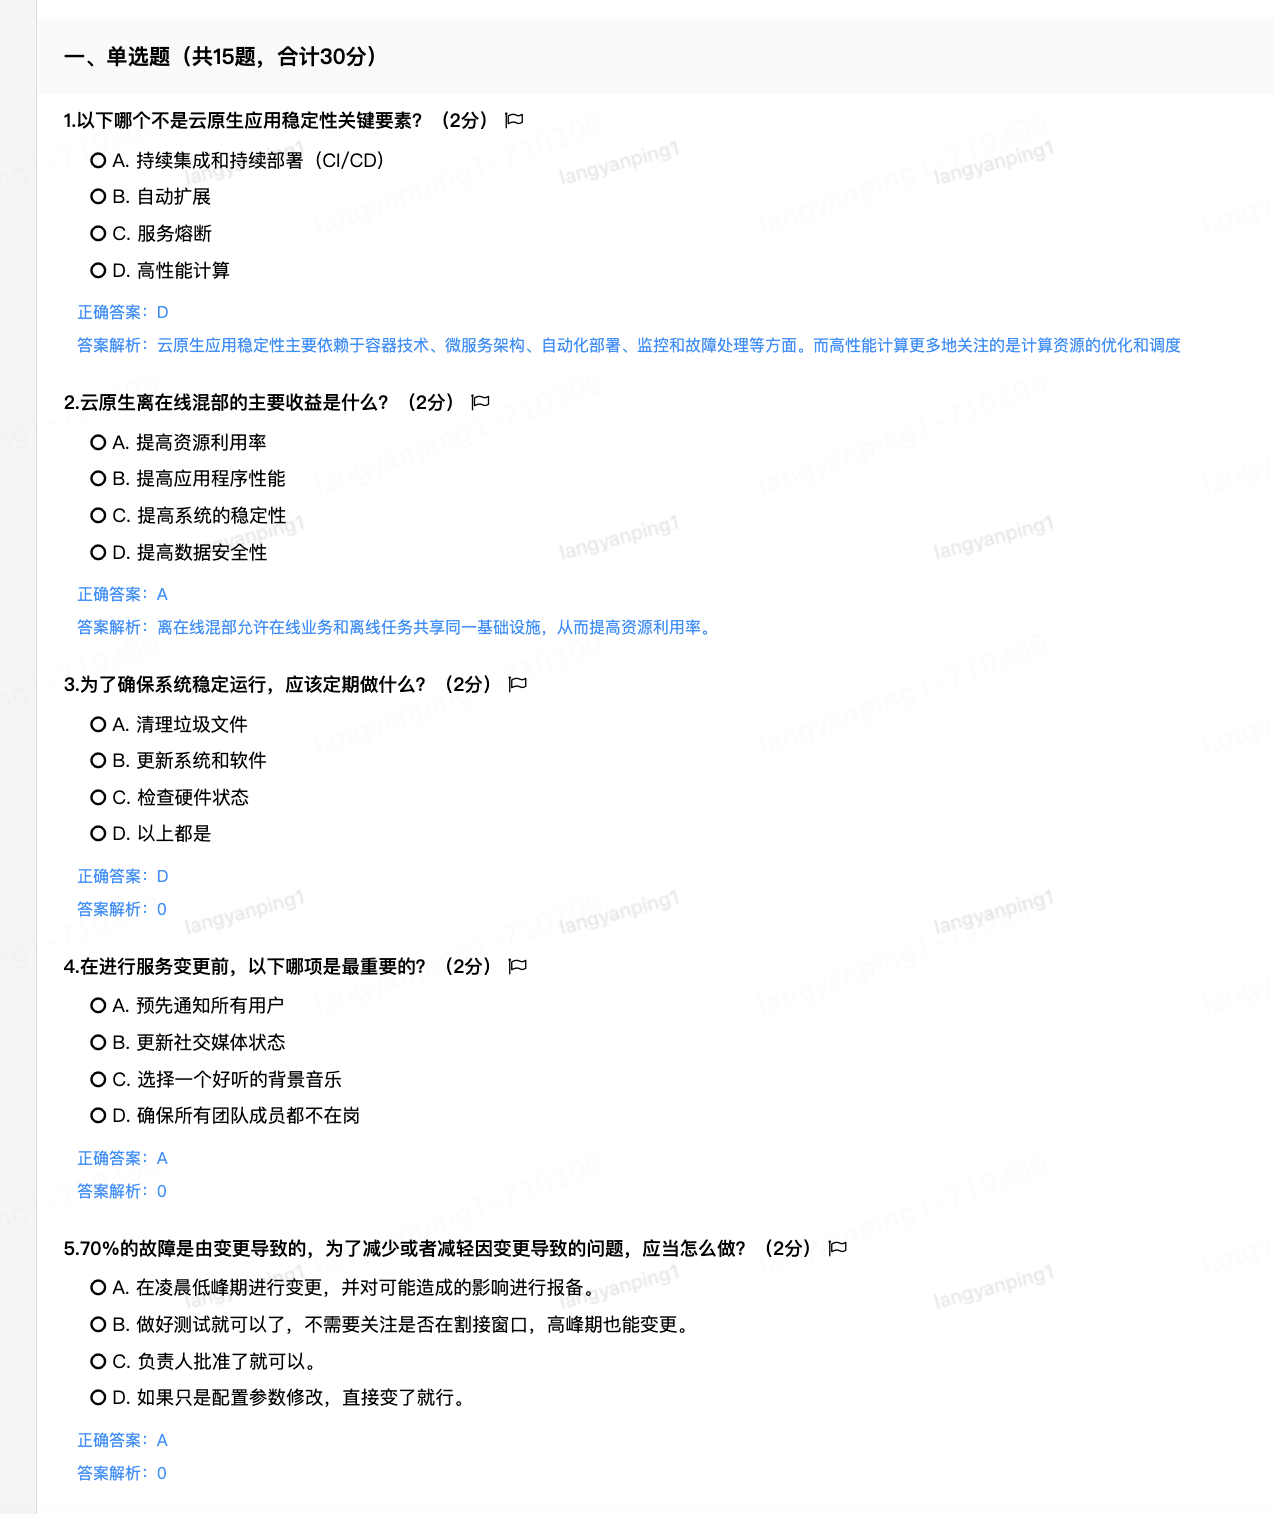 一、单选题（共15题，合计30分）
1.以下哪个不是云原生应用稳定性关键要素？（2分）
A. 持续集成和持续部署（CI/CD）
B. 自动扩展
C. 服务熔断
D. 高性能计算
正确答案：D
答案解析：云原生应用稳定性主要依赖于容器技术、微服务架构、自动化部署、监控和故障处理等方面。而高性能计算更多地关注的是计算资源的优化和调度
2.云原生离在线混部的主要收益是什么？（2分）
A. 提高资源利用率
B. 提高应用程序性能
C. 提高系统的稳定性
D. 提高数据安全性
正确答案：A
答案解析：离在线混部允许在线业务和离线任务共享同一基础设施，从而提高资源利用率。
3.为了确保系统稳定运行，应该定期做什么？（2分）
A. 清理垃圾文件
B. 更新系统和软件
C. 检查硬件状态
D. 以上都是
正确答案：D
答案解析：0
4.在进行服务变更前，以下哪项是最重要的？（2分）
A. 预先通知所有用户
B. 更新社交媒体状态
C. 选择一个好听的背景音乐
D. 确保所有团队成员都不在岗
正确答案：A
答案解析：0
5.70%的故障是由变更导致的，为了减少或者减轻因变更导致的问题，应当怎么做？（2分）
A. 在凌晨低峰期进行变更，并对可能造成的影响进行报备。
B. 做好测试就可以了，不需要关注是否在割接窗口，高峰期也能变更。
C. 负责人批准了就可以。
D. 如果只是配置参数修改，直接变了就行。
正确答案：A
答案解析：0
langyanping1
langyanping1
langyanping1
langyanping1
langyanping1
langyanping1
langyanping1
langyanping1
langyanping1
langyanping1
langyanping1